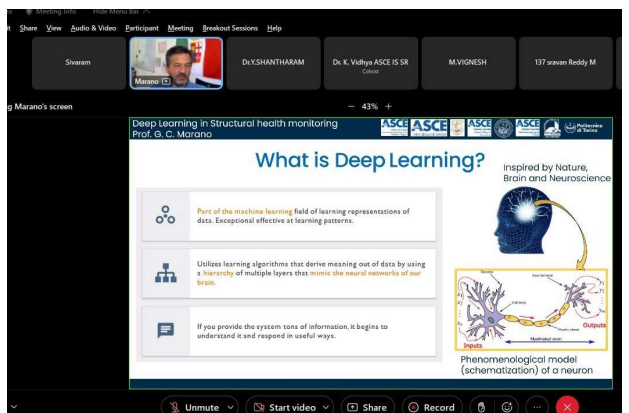 Meeting Info Hide Menu Bar
Share View Audio & Video Participant Meeting Breakout Sessions Help
Sivaram
Marano
Dr.Y.SHANTHARAM
Dr. K. Vidhya ASCE IS SR
Cohost
M.VIGNESH
137 sravan Reddy M
g Marano's screen
43%
Deep Learning in Structural health monitoring
Prof. G. C. Marano
ASCE
ASCE
ASCE
ASCE
Politecnico
di Torino
What is Deep Learning?
Inspired by Nature,
Brain and Neuroscience
Part of the machine learning field of learning representations of
data. Exceptional effective at learning patterns.
Utilizes learning algorithms that derive meaning out of data by using
a hierarchy of multiple layers that mimic the neural networks of our
brain.
If you provide the system tons of information, it begins to
understand it and respond in useful ways.
Cell body
Myelin sheath
Outputs
Inputs
Myelinated axon
Phenomenological model
(schematization) of a neuron
Unmute
Start video
Share
Record